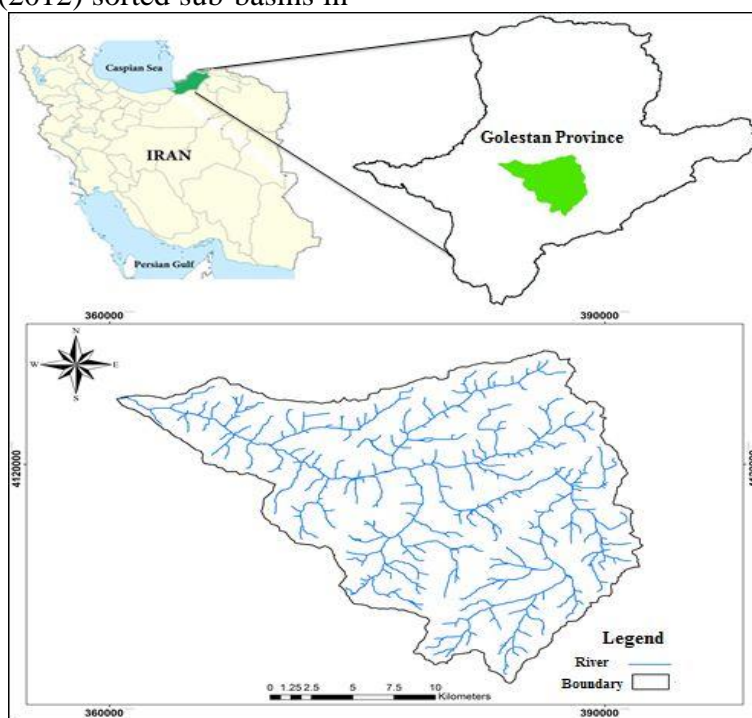 (2012) sorted sub-basins in
Caspian Sea
Golestan Province
IRAN
Persian Gulf
360000
390000
N
W
E
S
4120000
4120000
Legend
River
Boundary
0 1.25 2.5 5 7.5 10
Kilometers
360000
390000